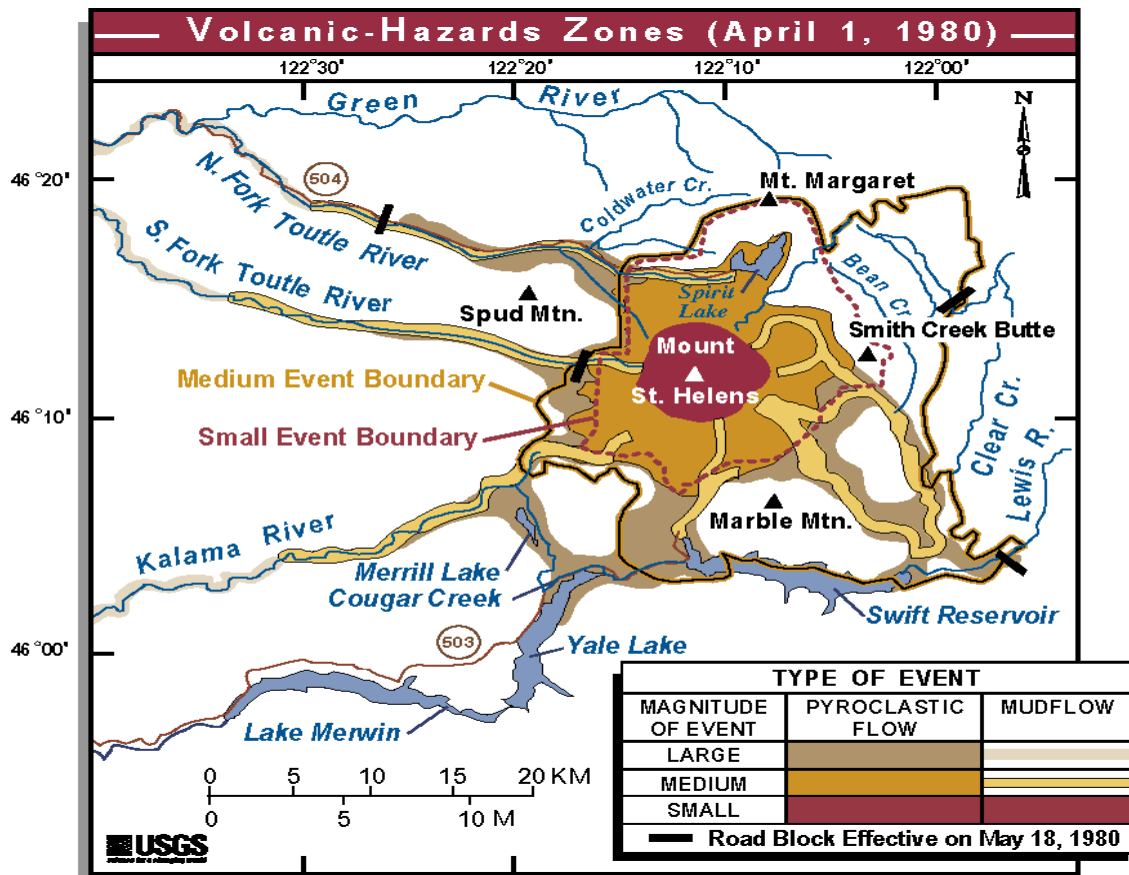 Volcanic-Hazards Zones (April 1, 1980)
122°30' 122°20' 122°10' 122°00'
Green River
N
46°20'
504
N. Fork Toutle River
Coldwater Cr.
Mt. Margaret
S. Fork Toutle River
Bean Cr.
Spirit
Lake
Spud Mtn.
Smith Creek Butte
Mount
St. Helens
Medium Event Boundary
46°10'
Small Event Boundary
Clear Cr.
Lewis R.
Marble Mtn.
Kalama River
Merrill Lake
Cougar Creek
Swift Reservoir
46°00'
503
Yale Lake
Lake Merwin
0 5 10 15 20 KM
0 5 10 M
TYPE OF EVENT
MAGNITUDE OF EVENT
PYROCLASTIC FLOW
MUDFLOW
LARGE
MEDIUM
SMALL
Road Block Effective on May 18, 1980
USGS
science for a changing world